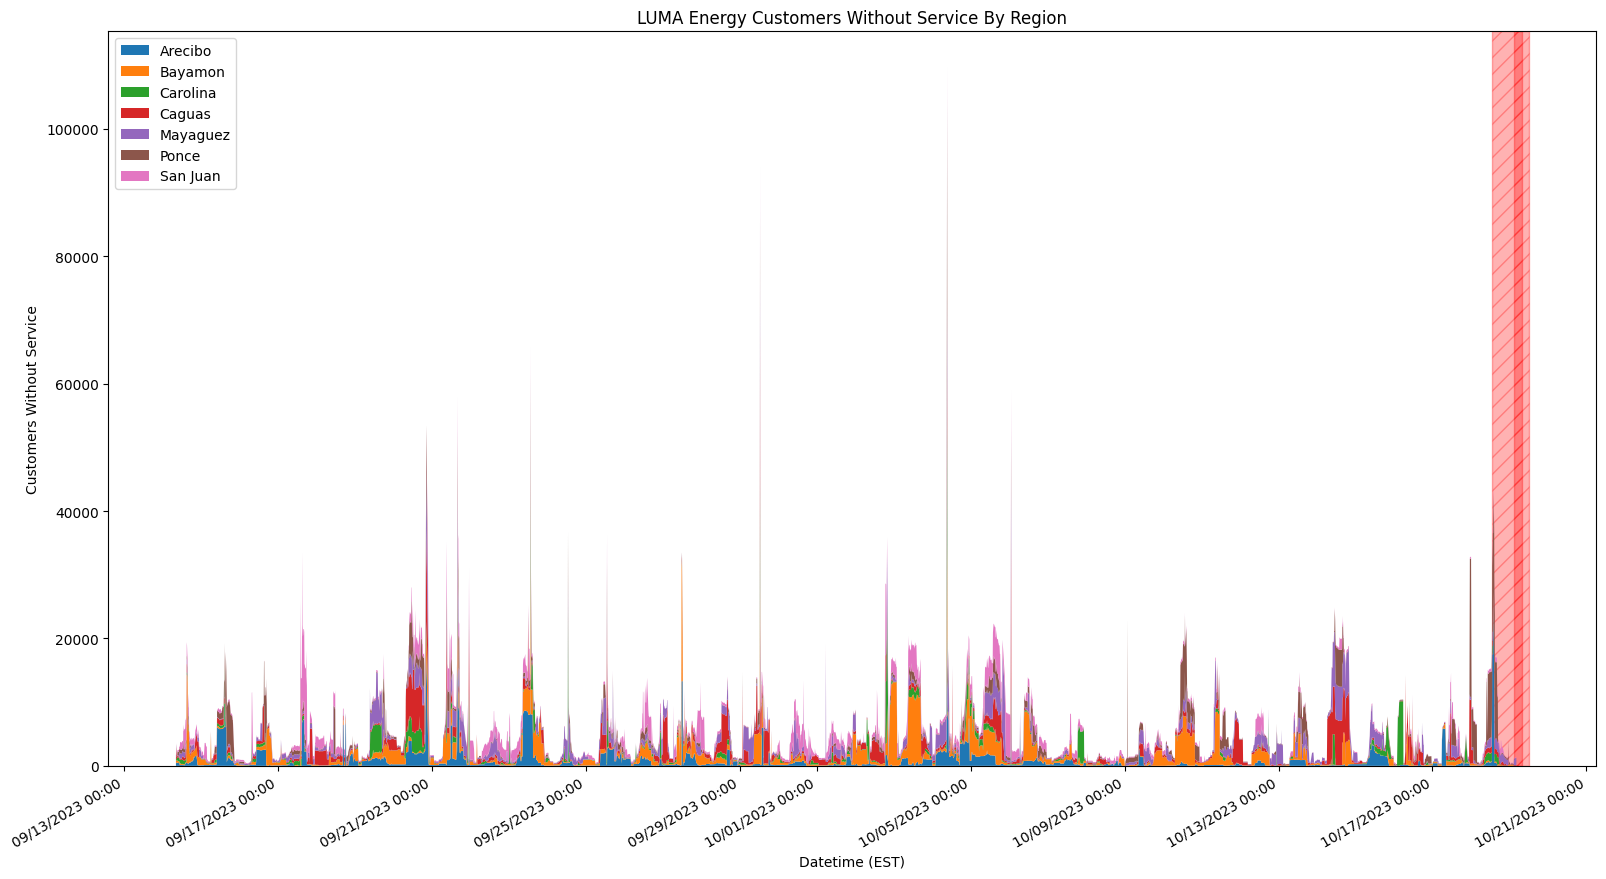 LUMA Energy Customers Without Service By Region
Arecibo
Bayamon
Carolina
Caguas
Mayaguez
Ponce
San Juan
100000
80000
60000
40000
20000
0
Customers Without Service
09/13/2023 00:00
09/17/2023 00:00
09/21/2023 00:00
09/25/2023 00:00
09/29/2023 00:00
10/01/2023 00:00
10/05/2023 00:00
10/09/2023 00:00
10/13/2023 00:00
10/17/2023 00:00
10/21/2023 00:00
Datetime (EST)